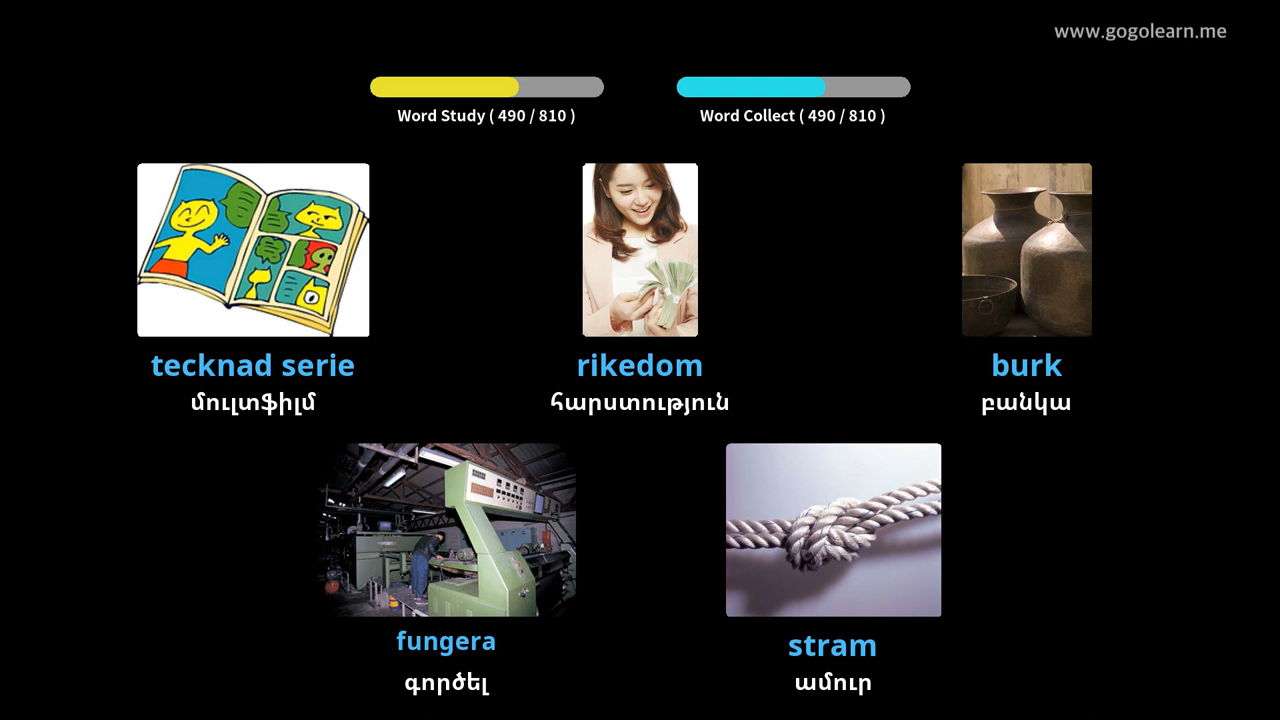 www.gogolearn.me
Word Study ( 490 / 810 )
Word Collect ( 490 / 810 )
tecknad serie
մուլտֆիլմ
rikedom
հարստություն
burk
բանկա
fungera
գործել
stram
ամուր